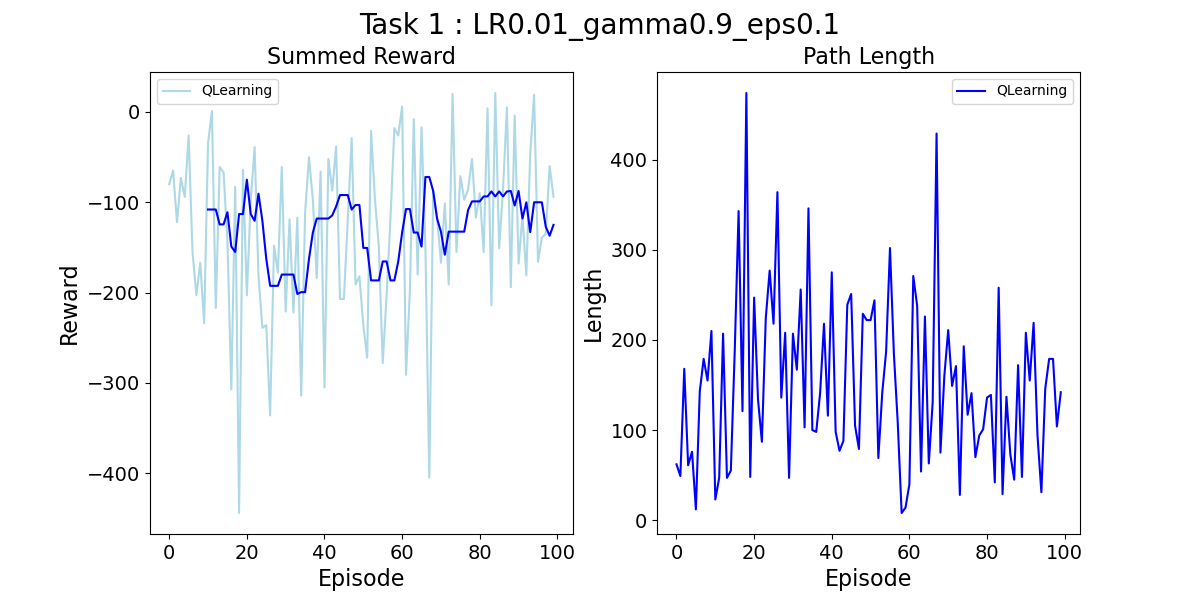 Task 1 : LR0.01_gamma0.9_eps0.1
Summed Reward
QLearning
0
−100
−200
−300
−400
Reward
0
20
40
60
80
100
Episode
Path Length
QLearning
400
300
200
100
0
Length
0
20
40
60
80
100
Episode